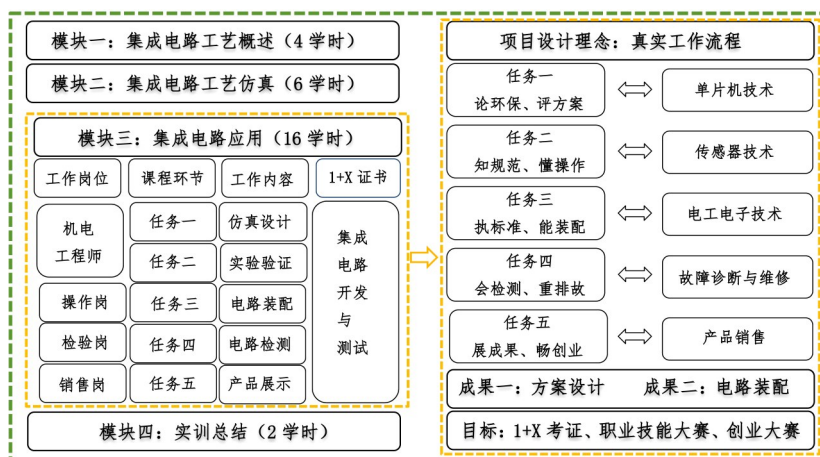 模块一：集成电路工艺概述（4 学时）
模块二：集成电路工艺仿真（6 学时）
模块三：集成电路应用（16 学时）
工作岗位
课程环节
工作内容
1+X 证书
机电
工程师
操作岗
检验岗
销售岗
任务一
任务二
任务三
任务四
任务五
仿真设计
实验验证
电路装配
电路检测
产品展示
集成
电路
开发
与
测试
模块四：实训总结（2 学时）
项目设计理念：真实工作流程
任务一
论环保、评方案
单片机技术
任务二
知规范、懂操作
传感器技术
任务三
执标准、能装配
电工电子技术
任务四
会检测、重排故
故障诊断与维修
任务五
展成果、畅创业
产品销售
成果一：方案设计 成果二：电路装配
目标：1+X 考证、职业技能大赛、创业大赛